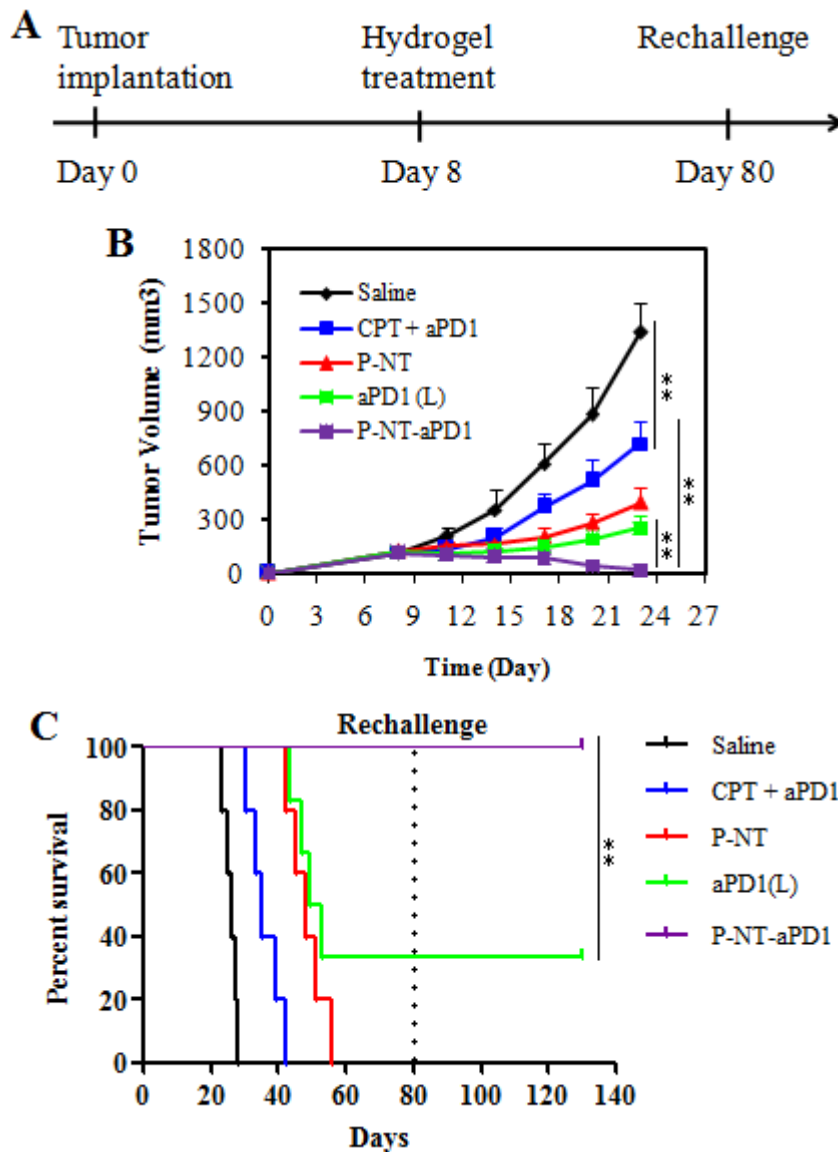 A
Tumor implantation
Hydrogel treatment
Rechallenge
Day 0
Day 8
Day 80
B
Tumor Volume (mm3)
1800
1500
1200
900
600
300
0
Saline
CPT + aPD1
P-NT
aPD1 (L)
P-NT-aPD1
**
**
**
0 3 6 9 12 15 18 21 24 27
Time (Day)
C
Rechallenge
Percent survival
100
80
60
40
20
0
0 20 40 60 80 100 120 140
Days
Saline
CPT + aPD1
P-NT
aPD1(L)
P-NT-aPD1
**